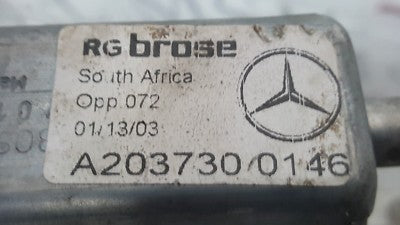 RG brose
South Africa
Opp 072
01/13/03
A203730/0146